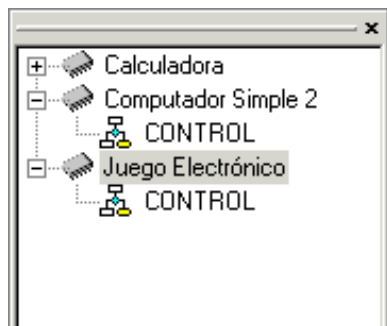 Calculadora
Computador Simple 2
CONTROL
Juego Electrónico
CONTROL